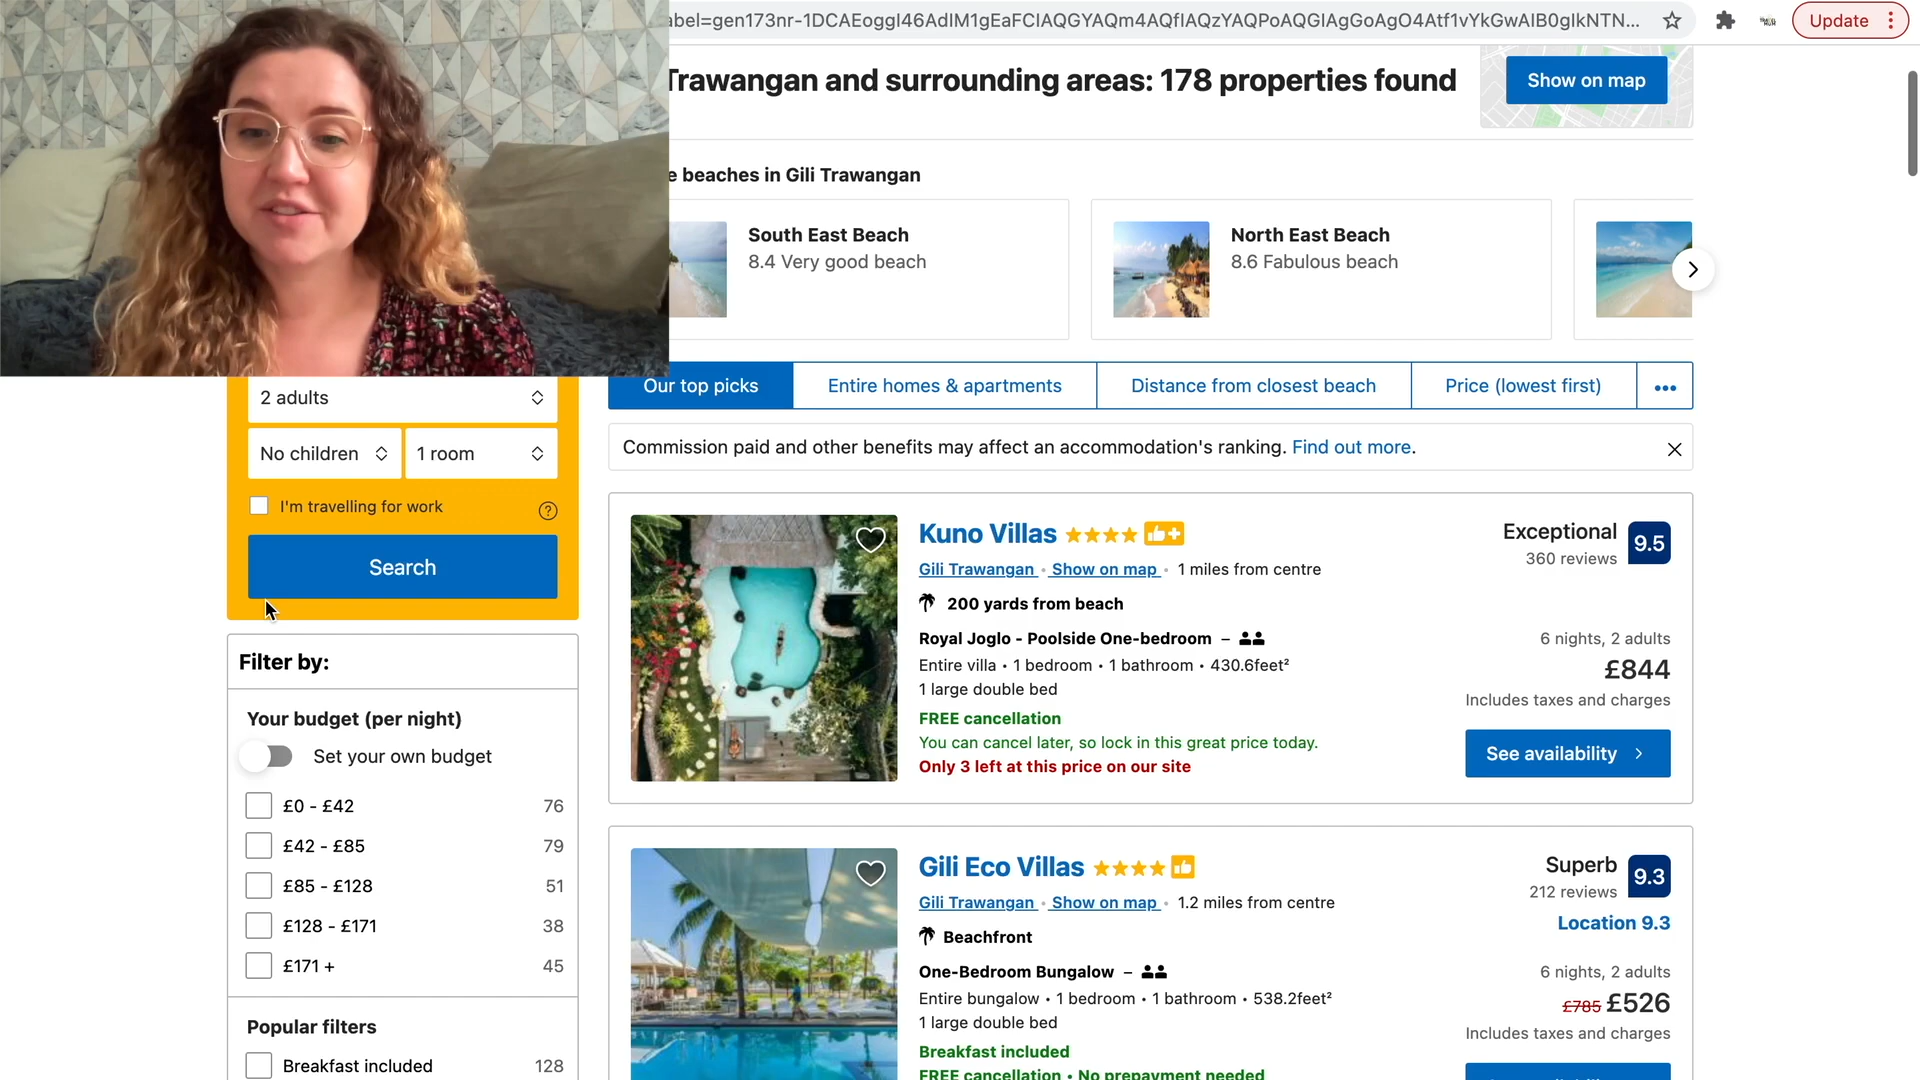 abel=gen173nr-1DCAEoggI46AdIM1gEaFCIAQGYAQm4AQfIAQzYAQPoAQGIAgGoAgO4Atf1vYkGwAIB0gIkNTN...
Update
Trawangan and surrounding areas: 178 properties found
Show on map
e beaches in Gili Trawangan
South East Beach
8.4 Very good beach
North East Beach
8.6 Fabulous beach
2 adults
No children
1 room
I'm travelling for work
Search
Our top picks
Entire homes & apartments
Distance from closest beach
Price (lowest first)
Commission paid and other benefits may affect an accommodation's ranking. Find out more.
Kuno Villas
Gili Trawangan • Show on map • 1 miles from centre
200 yards from beach
Royal Joglo - Poolside One-bedroom –
Entire villa • 1 bedroom • 1 bathroom • 430.6feet²
1 large double bed
FREE cancellation
You can cancel later, so lock in this great price today.
Only 3 left at this price on our site
Exceptional
360 reviews
9.5
6 nights, 2 adults
£844
Includes taxes and charges
See availability
Filter by:
Your budget (per night)
Set your own budget
£0 - £42 76
£42 - £85 79
£85 - £128 51
£128 - £171 38
£171 + 45
Popular filters
Breakfast included 128
Gili Eco Villas
Gili Trawangan • Show on map • 1.2 miles from centre
Beachfront
One-Bedroom Bungalow –
Entire bungalow • 1 bedroom • 1 bathroom • 538.2feet²
1 large double bed
Breakfast included
FREE cancellation • No prepayment needed
Superb
212 reviews
9.3
Location 9.3
6 nights, 2 adults
£785 £526
Includes taxes and charges